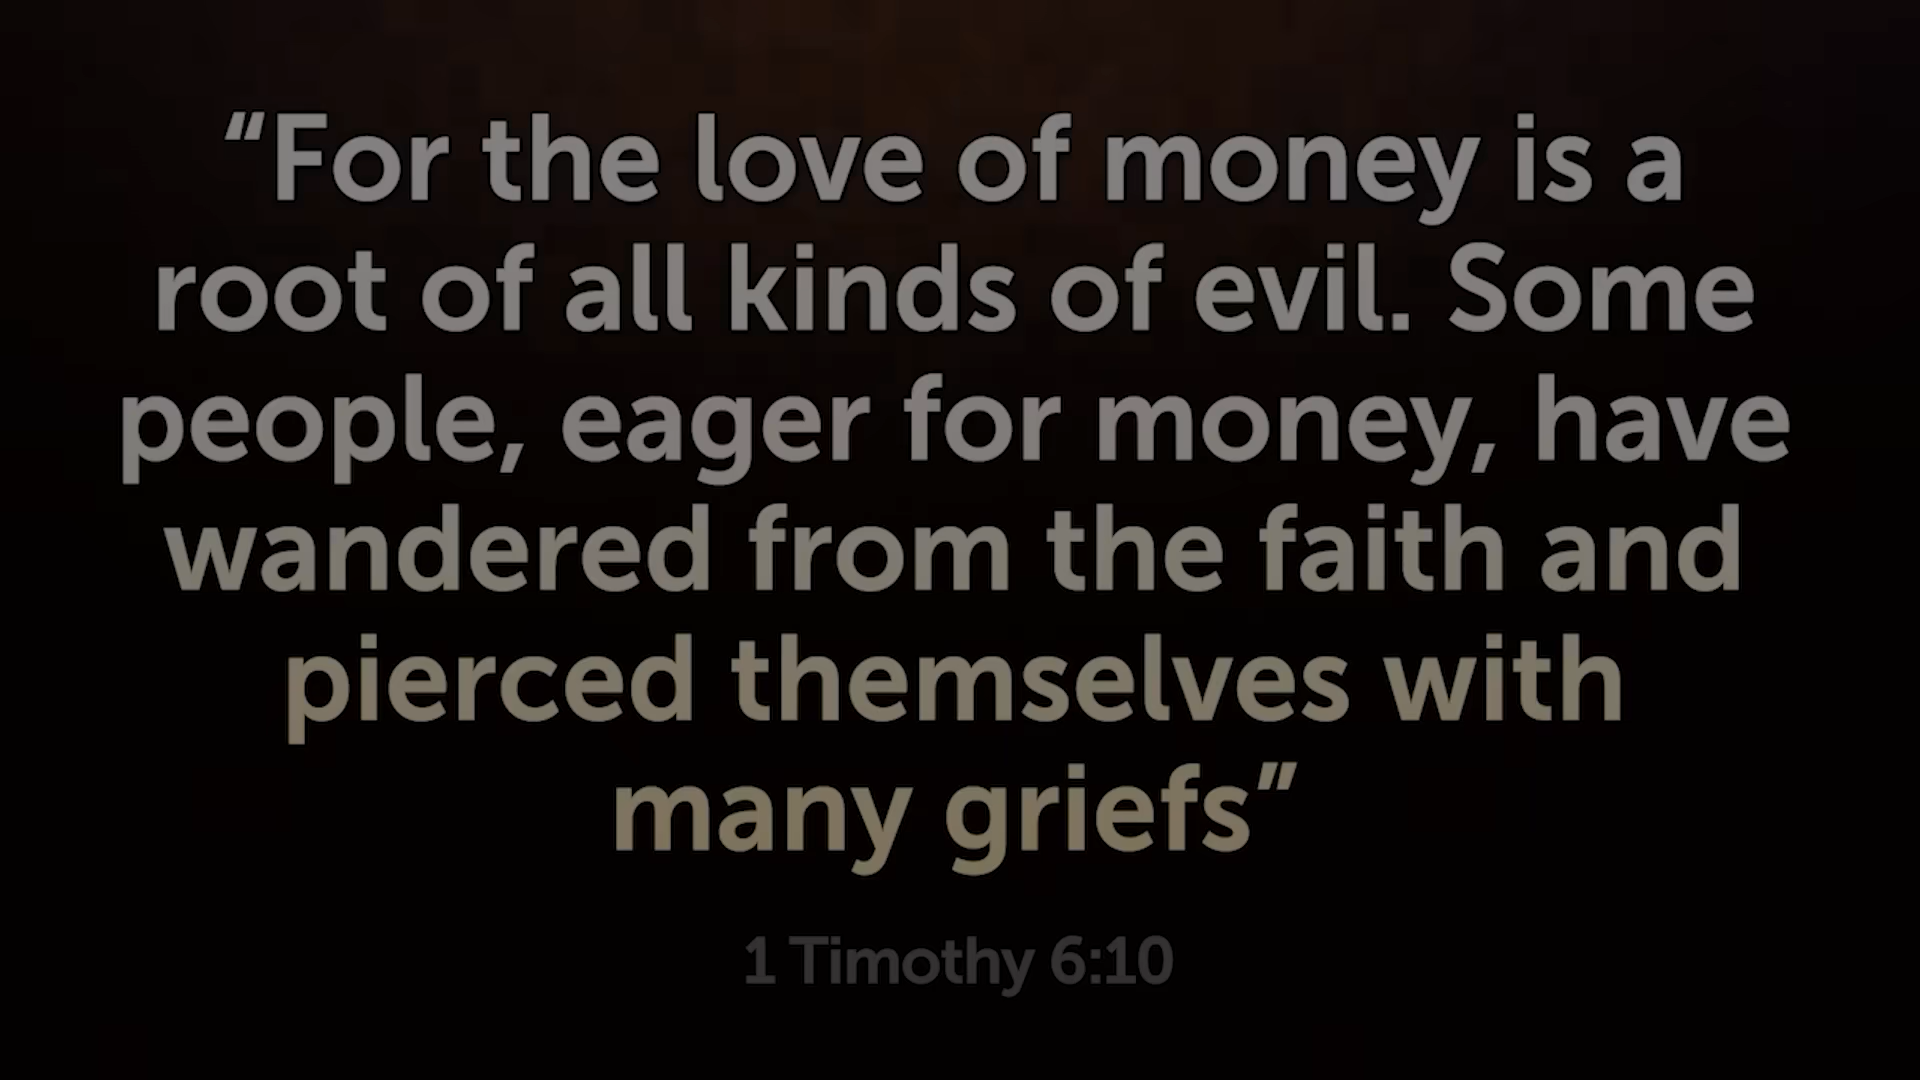 “For the love of money is a
root of all kinds of evil. Some
people, eager for money, have
wandered from the faith and
pierced themselves with
many griefs”
1 Timothy 6:10